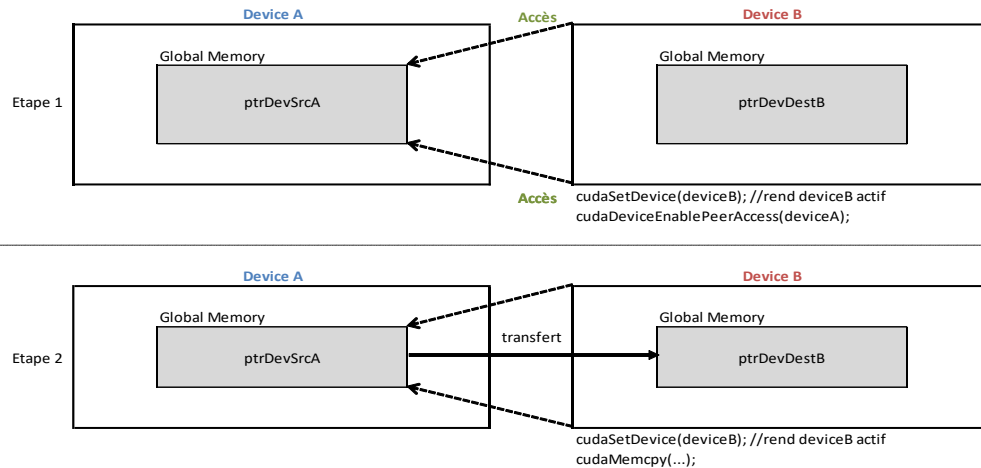 Device A
Accès
Device B
Global Memory
Global Memory
Etape 1
ptrDevSrcA
ptrDevDestB
Accès
cudaSetDevice(deviceB); //rend deviceB actif
cudaDeviceEnablePeerAccess(deviceA);
Device A
Device B
Global Memory
Global Memory
transfert
Etape 2
ptrDevSrcA
ptrDevDestB
cudaSetDevice(deviceB); //rend deviceB actif
cudaMemcpy(...);